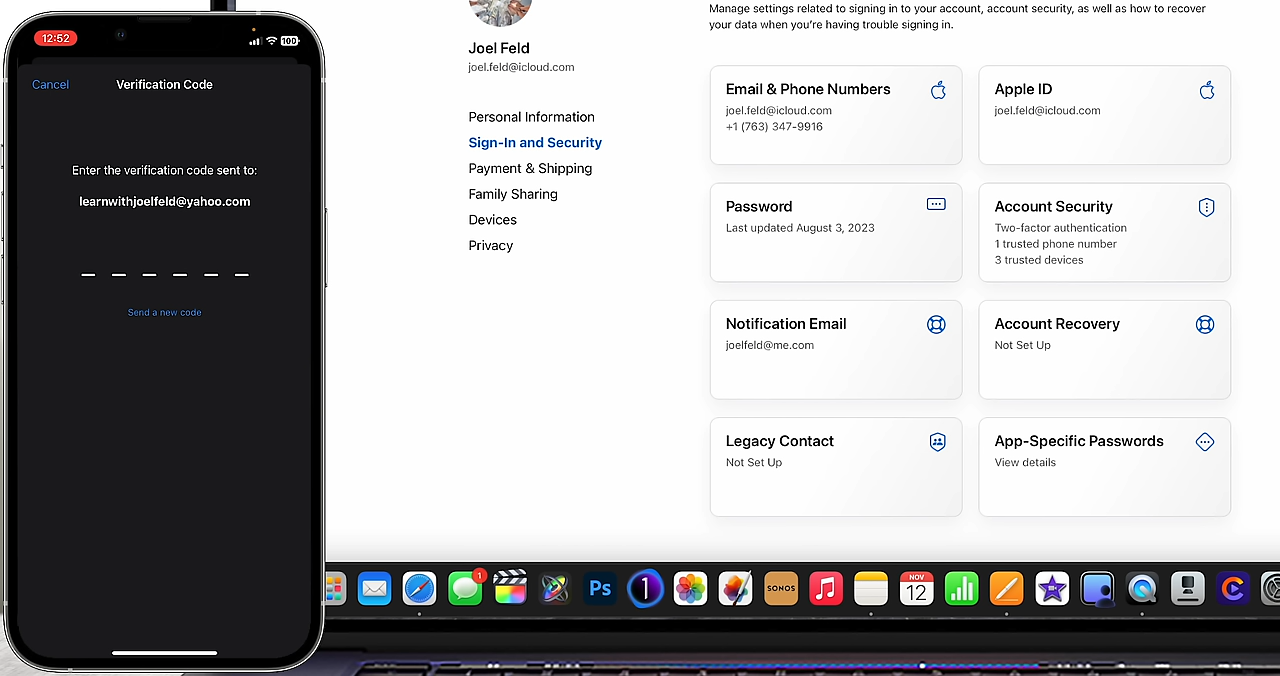 12:52
100
Cancel
Verification Code
Enter the verification code sent to:
learnwithjoelfeld@yahoo.com
Send a new code
Joel Feld
joel.feld@icloud.com
Personal Information
Sign-In and Security
Payment & Shipping
Family Sharing
Devices
Privacy
Manage settings related to signing in to your account, account security, as well as how to recover
your data when you’re having trouble signing in.
Email & Phone Numbers
joel.feld@icloud.com
+1 (763) 347-9916
Apple ID
joel.feld@icloud.com
Password
Last updated August 3, 2023
Account Security
Two-factor authentication
1 trusted phone number
3 trusted devices
Notification Email
joelfeld@me.com
Account Recovery
Not Set Up
Legacy Contact
Not Set Up
App-Specific Passwords
View details
1
Ps
1
SONOS
NOV
12